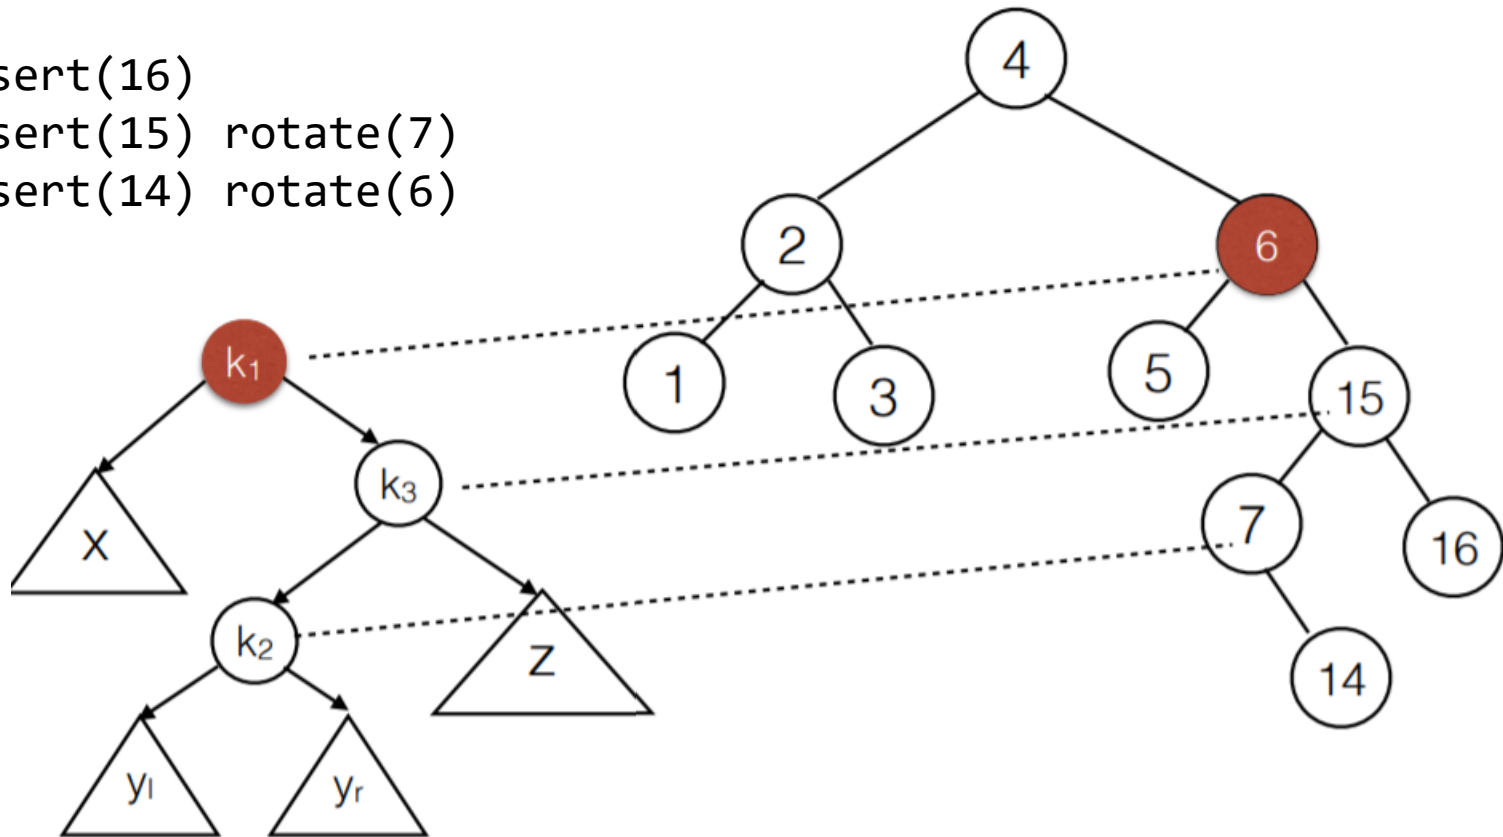 sert(16)
sert(15) rotate(7)
sert(14) rotate(6)
4
2
6
1
3
5
15
7
16
14
k₁
X
k₃
k₂
Z
yₗ
yᵣ